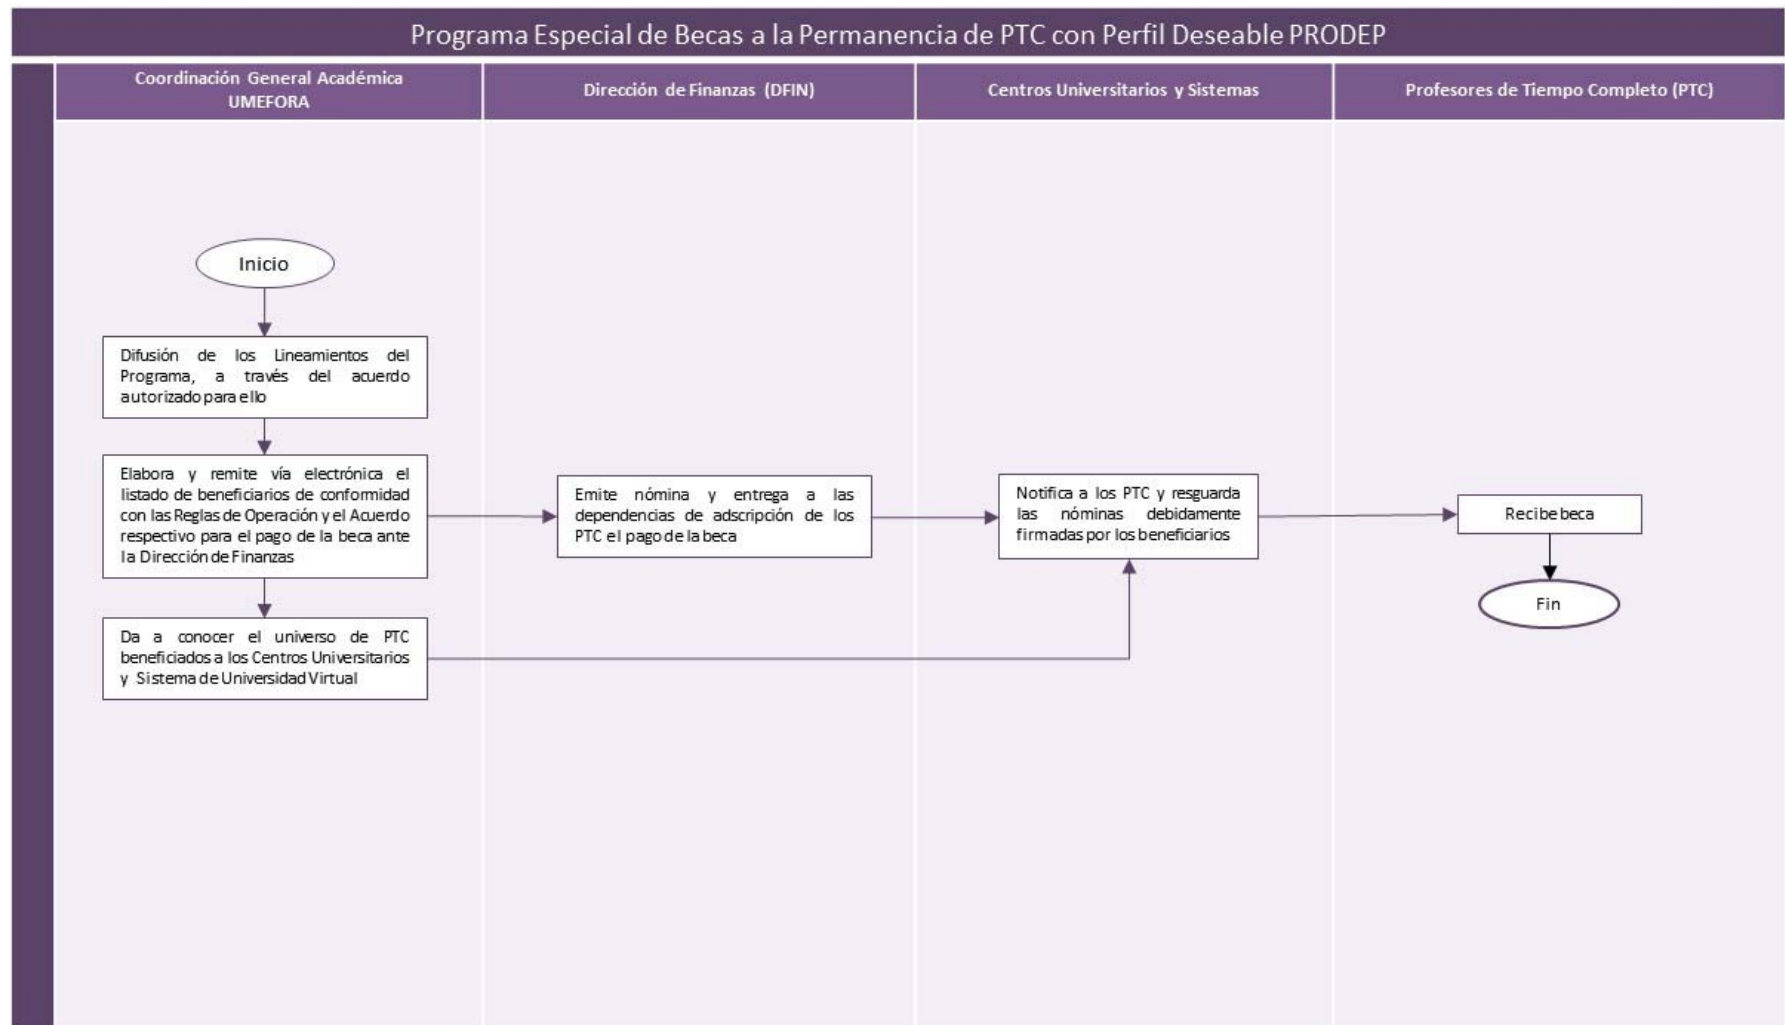 Programa Especial de Becas a la Permanencia de PTC con Perfil Deseable PRODEP
Coordinación General Académica
UMEFORA
Dirección de Finanzas (DFIN)
Centros Universitarios y Sistemas
Profesores de Tiempo Completo (PTC)
Inicio
Difusión de los Lineamientos del
Programa, a través del acuerdo
autorizado para ello
Elabora y remite vía electrónica el
listado de beneficiarios de conformidad
con las Reglas de Operación y el Acuerdo
respectivo para el pago de la beca ante
la Dirección de Finanzas
Emite nómina y entrega a las
dependencias de adscripción de los
PTC el pago de la beca
Notifica a los PTC y resguarda
las nóminas debidamente
firmadas por los beneficiarios
Recibe beca
Fin
Da a conocer el universo de PTC
beneficiados a los Centros Universitarios
y Sistema de Universidad Virtual